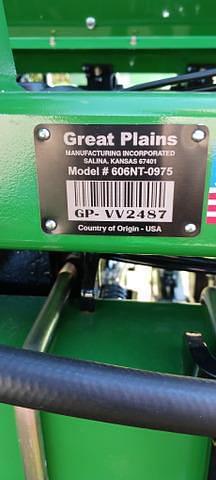 Great Plains
MANUFACTURING INCORPORATED
SALINA, KANSAS 67401
Model # 606NT-0975
GP- VV2487
Country of Origin - USA